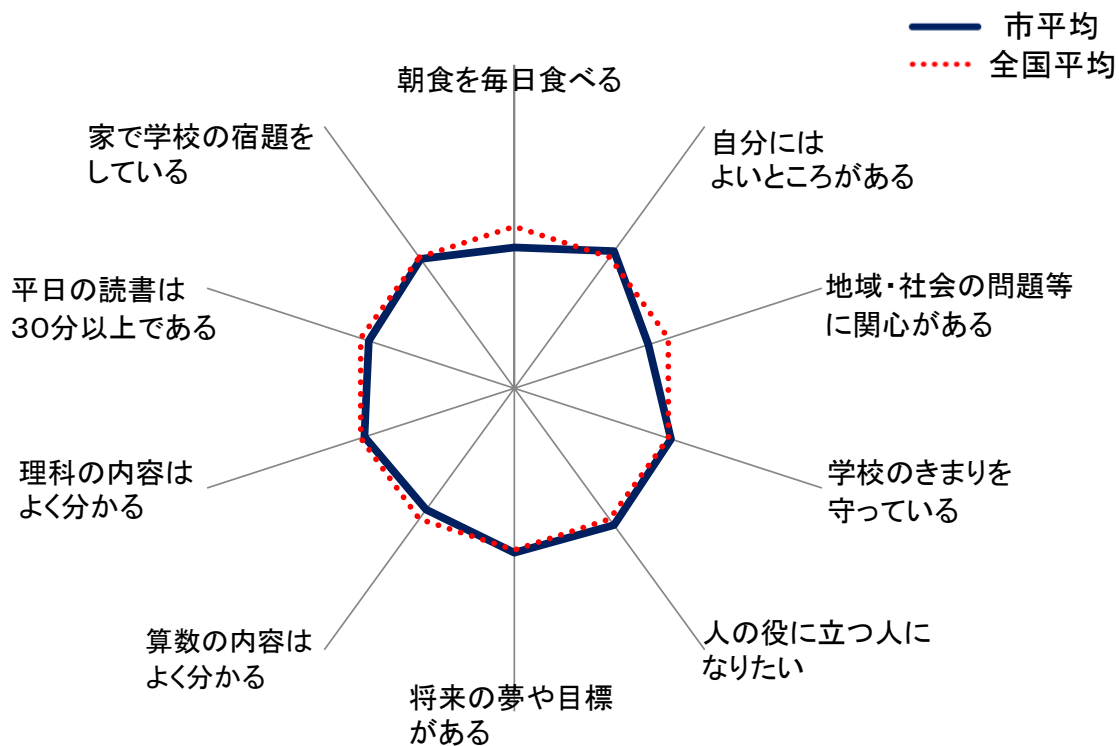 市平均
全国平均
朝食を毎日食べる
自分には
よいところがある
地域・社会の問題等
に関心がある
学校のきまりを
守っている
人の役に立つ人に
なりたい
将来の夢や目標
がある
算数の内容は
よく分かる
理科の内容は
よく分かる
平日の読書は
30分以上である
家で学校の宿題を
している